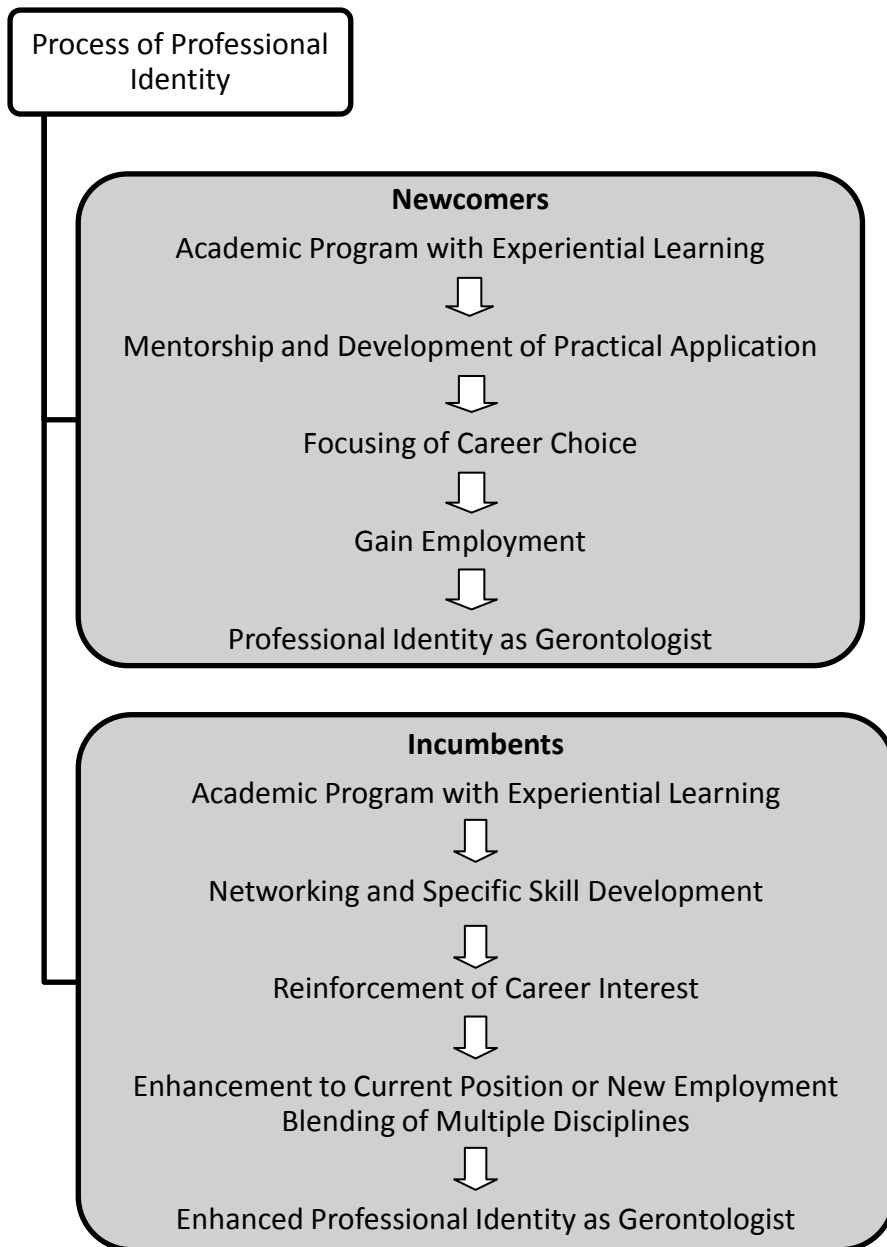 Process of Professional
Identity
Newcomers
Academic Program with Experiential Learning
Mentorship and Development of Practical Application
Focusing of Career Choice
Gain Employment
Professional Identity as Gerontologist
Incumbents
Academic Program with Experiential Learning
Networking and Specific Skill Development
Reinforcement of Career Interest
Enhancement to Current Position or New Employment
Blending of Multiple Disciplines
Enhanced Professional Identity as Gerontologist